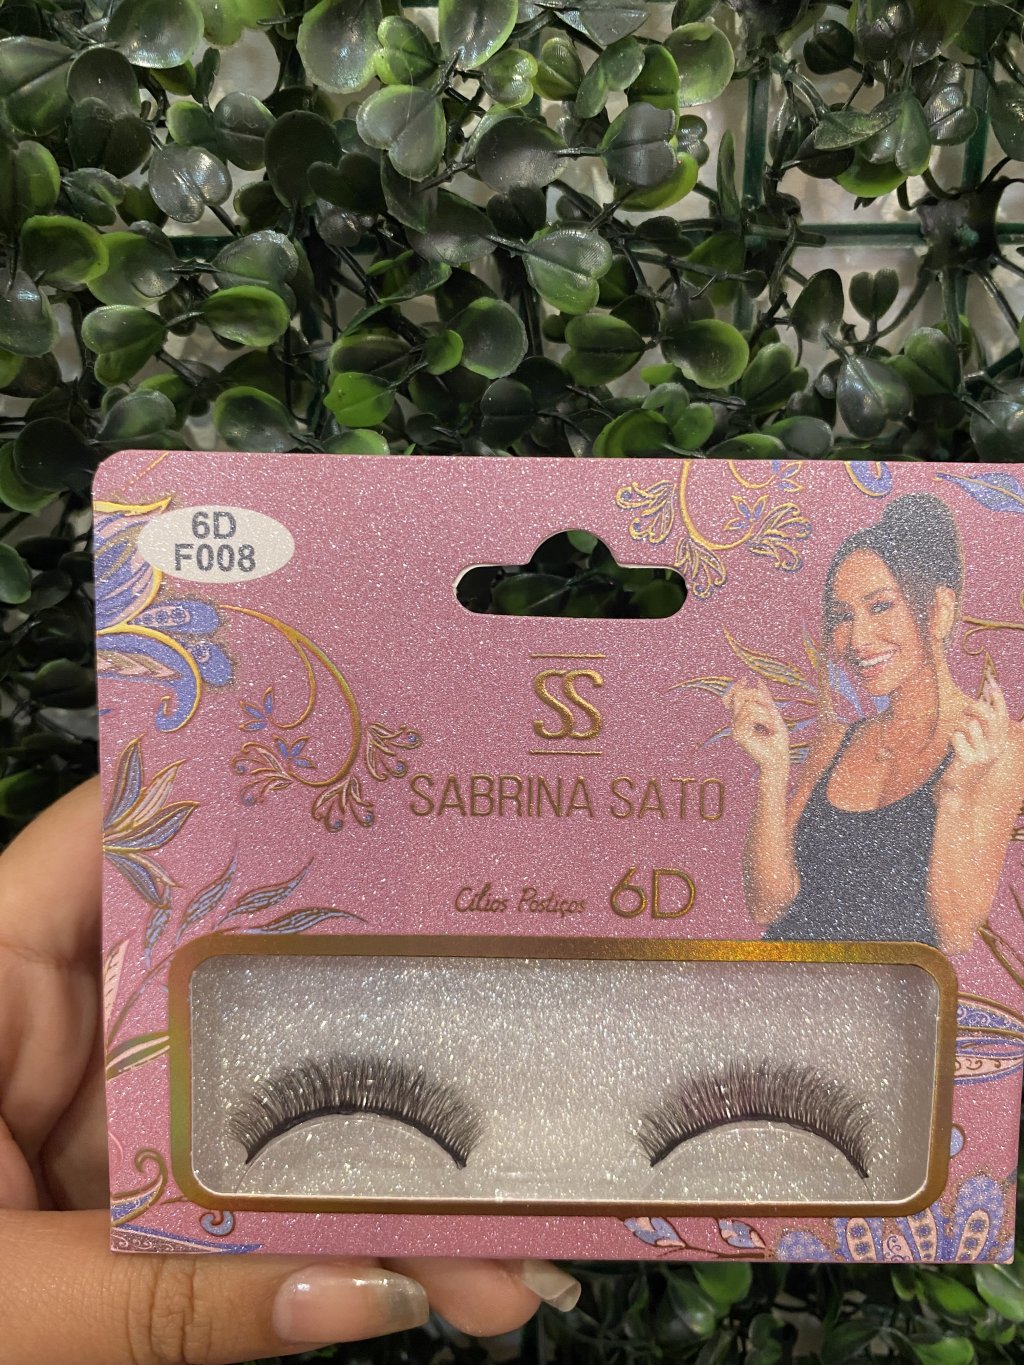 6D
F008
SS
SABRINA SATO
Cílios Postiços 6D